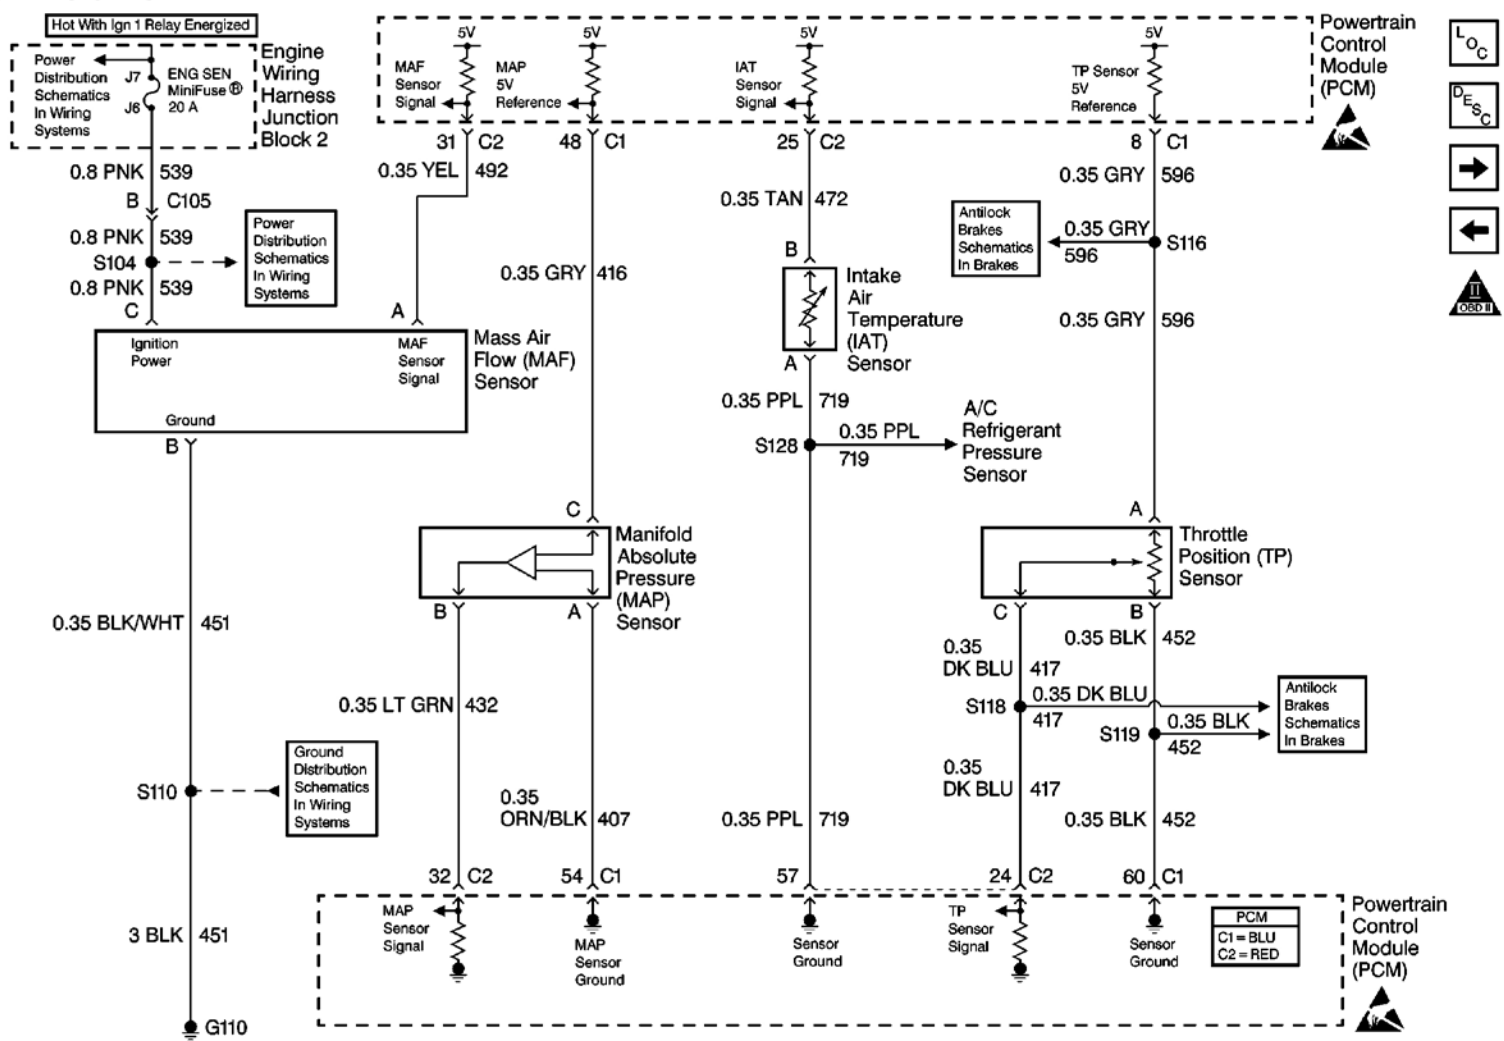 Hot With Ign 1 Relay Energized
Power
Distribution
Schematics
In Wiring
Systems
J7
J6
ENG SEN
MiniFuse ®
20 A
Engine
Wiring
Harness
Junction
Block 2
5V
MAF
Sensor
Signal
5V
MAP
5V
Reference
5V
IAT
Sensor
Signal
5V
TP Sensor
5V
Reference
Powertrain
Control
Module
(PCM)
LOC
DESC
II
OBD II
31 C2
48 C1
25 C2
8 C1
0.8 PNK 539
B C105
0.8 PNK 539
S104
0.8 PNK 539
C
Power
Distribution
Schematics
In Wiring
Systems
0.35 YEL 492
A
0.35 GRY 416
0.35 TAN 472
B
Intake
Air
Temperature
(IAT)
Sensor
A
0.35 GRY 596
Antilock
Brakes
Schematics
In Brakes
0.35 GRY
596
S116
0.35 GRY 596
Ignition
Power
MAF
Sensor
Signal
Ground
Mass Air
Flow (MAF)
Sensor
B
0.35 PPL 719
S128
0.35 PPL
719
A/C
Refrigerant
Pressure
Sensor
C
Manifold
Absolute
Pressure
(MAP)
Sensor
B
A
A
Throttle
Position (TP)
Sensor
C
B
0.35 BLK/WHT 451
0.35 LT GRN 432
0.35
DK BLU 417
0.35 BLK 452
S118
0.35 DK BLU
417
S119
0.35 BLK
452
Antilock
Brakes
Schematics
In Brakes
S110
Ground
Distribution
Schematics
In Wiring
Systems
0.35
ORN/BLK 407
0.35 PPL 719
0.35
DK BLU 417
0.35 BLK 452
32 C2
54 C1
57
24 C2
60 C1
3 BLK 451
G110
MAP
Sensor
Signal
MAP
Sensor
Ground
Sensor
Ground
TP
Sensor
Signal
Sensor
Ground
PCM
C1 = BLU
C2 = RED
Powertrain
Control
Module
(PCM)